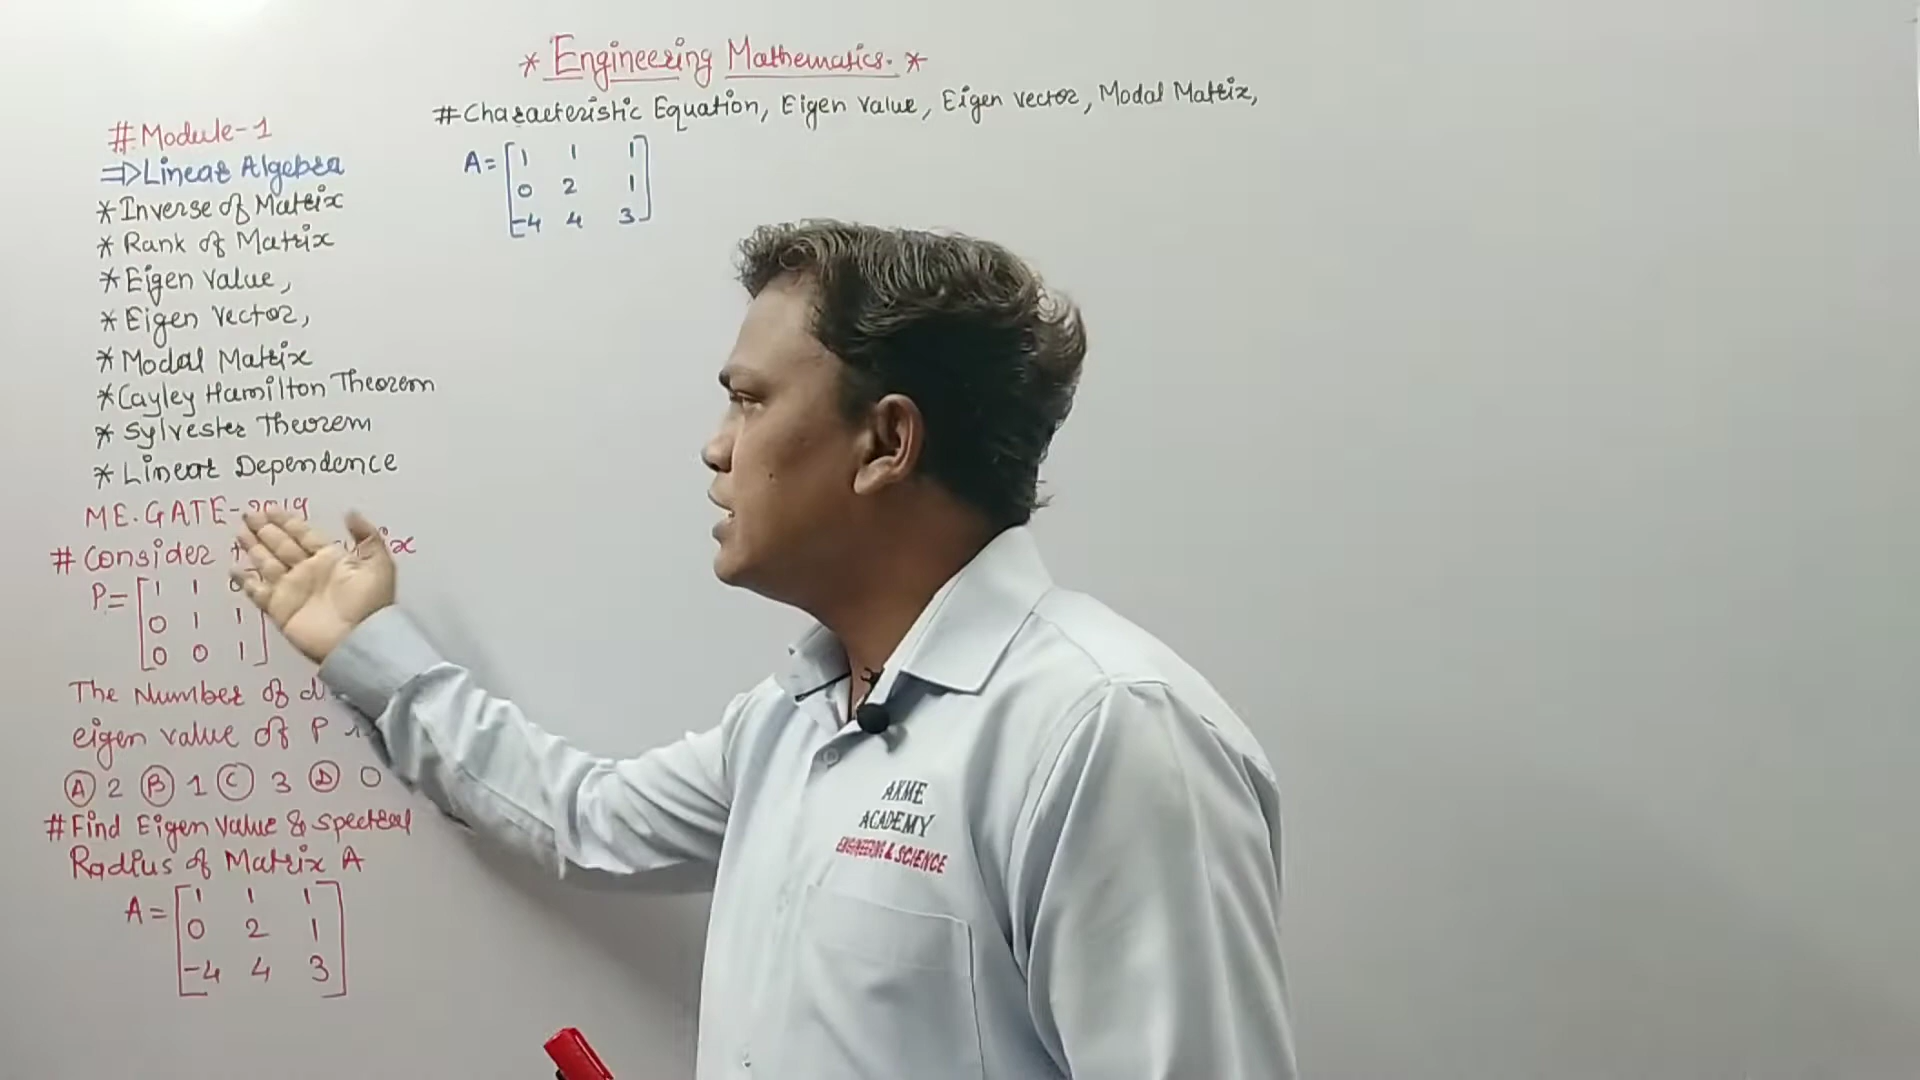 * Engineering Mathematics. *
# Characteristic Equation, Eigen value, Eigen vector, Modal Matrix,
A = [1 1 1
0 2 1
-4 4 3]
# Module-1
⇒ Linear Algebra
* Inverse of Matrix
* Rank of Matrix
* Eigen value,
* Eigen vector,
* Modal Matrix
* Cayley Hamilton Theorem
* Sylvester Theorem
* Linear Dependence
ME. GATE-2019
# Consider
P = [1 1 0
0 1 1
0 0 1]
The Number of
eigen value of P
(A) 2 (B) 1 (C) 3 (D) 0
# Find Eigen value & spectral
Radius of Matrix A
A = [1 1 1
0 2 1
-4 4 3]
AKME
ACADEMY
ENGINEERING & SCIENCE